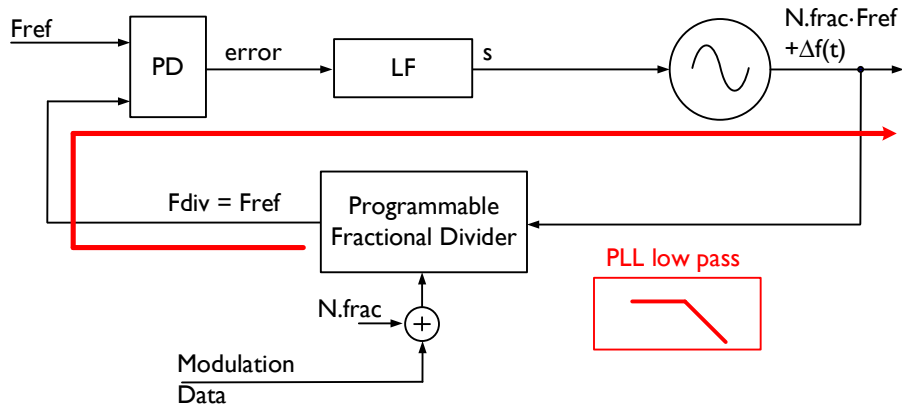 Fref
PD
error
LF
s
N.frac·Fref
+Δf(t)
Fdiv = Fref
Programmable
Fractional Divider
PLL low pass
N.frac
+
Modulation
Data